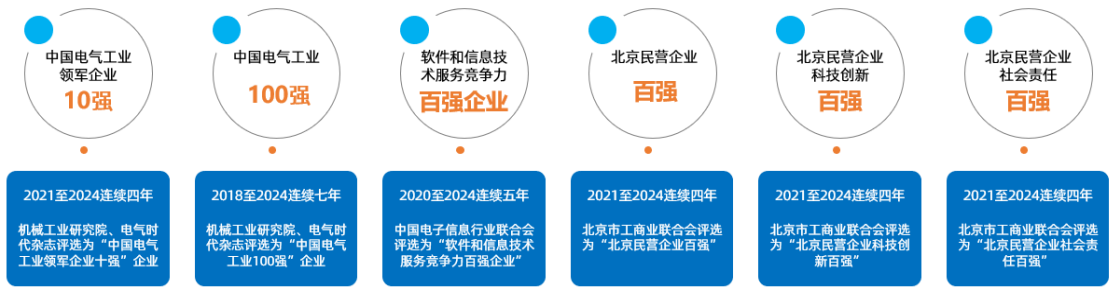 中国电气工业
领军企业
10强
中国电气工业
100强
软件和信息技
术服务竞争力
百强企业
北京民营企业
百强
北京民营企业
科技创新
百强
北京民营企业
社会责任
百强
2021至2024连续四年
机械工业研究院、电气时
代杂志评选为“中国电气
工业领军企业十强”企业
2018至2024连续七年
机械工业研究院、电气时
代杂志评选为“中国电气
工业100强”企业
2020至2024连续五年
中国电子信息行业联合会
评选为“软件和信息技术
服务竞争力百强企业”
2021至2024连续四年
北京市工商业联合会评选
为“北京民营企业百强”
2021至2024连续四年
北京市工商业联合会评选
为“北京民营企业科技创
新百强”
2021至2024连续四年
北京市工商业联合会评选
为“北京民营企业社会责
任百强”